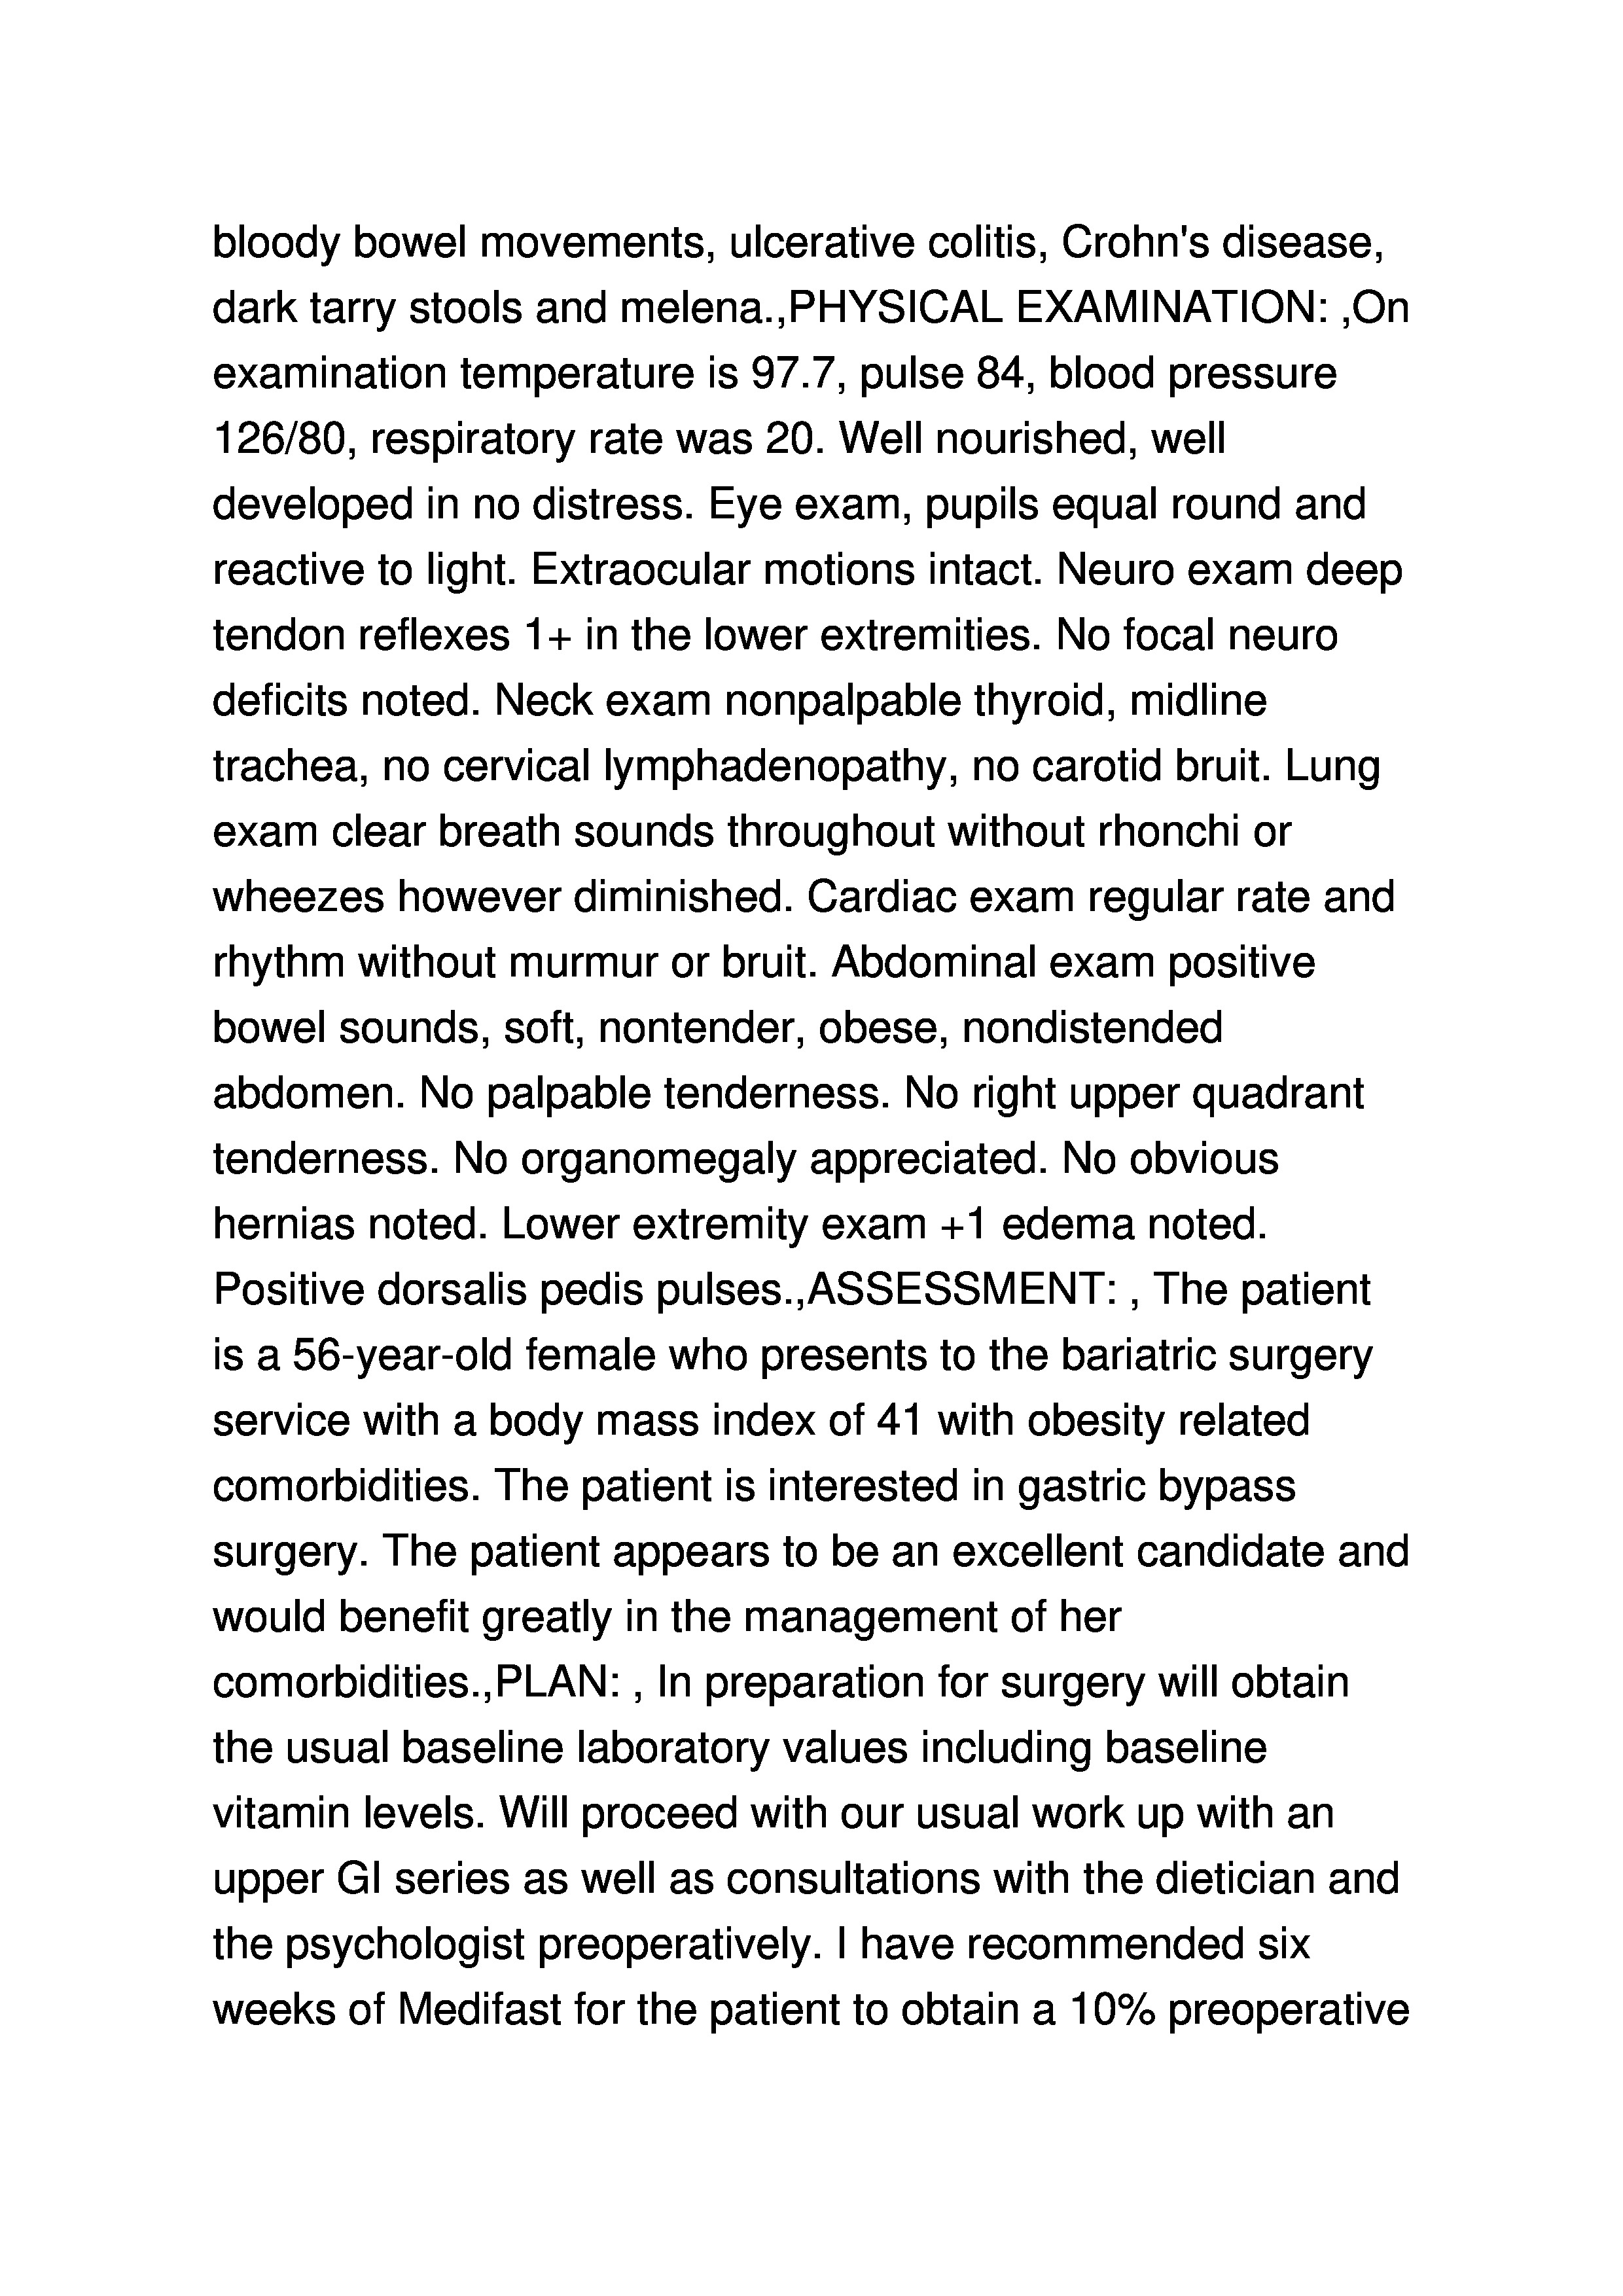 bloody bowel movements, ulcerative colitis, Crohn's disease,
dark tarry stools and melena.,PHYSICAL EXAMINATION: ,On
examination temperature is 97.7, pulse 84, blood pressure
126/80, respiratory rate was 20. Well nourished, well
developed in no distress. Eye exam, pupils equal round and
reactive to light. Extraocular motions intact. Neuro exam deep
tendon reflexes 1+ in the lower extremities. No focal neuro
deficits noted. Neck exam nonpalpable thyroid, midline
trachea, no cervical lymphadenopathy, no carotid bruit. Lung
exam clear breath sounds throughout without rhonchi or
wheezes however diminished. Cardiac exam regular rate and
rhythm without murmur or bruit. Abdominal exam positive
bowel sounds, soft, nontender, obese, nondistended
abdomen. No palpable tenderness. No right upper quadrant
tenderness. No organomegaly appreciated. No obvious
hernias noted. Lower extremity exam +1 edema noted.
Positive dorsalis pedis pulses.,ASSESSMENT: , The patient
is a 56-year-old female who presents to the bariatric surgery
service with a body mass index of 41 with obesity related
comorbidities. The patient is interested in gastric bypass
surgery. The patient appears to be an excellent candidate and
would benefit greatly in the management of her
comorbidities.,PLAN: , In preparation for surgery will obtain
the usual baseline laboratory values including baseline
vitamin levels. Will proceed with our usual work up with an
upper GI series as well as consultations with the dietician and
the psychologist preoperatively. I have recommended six
weeks of Medifast for the patient to obtain a 10% preoperative